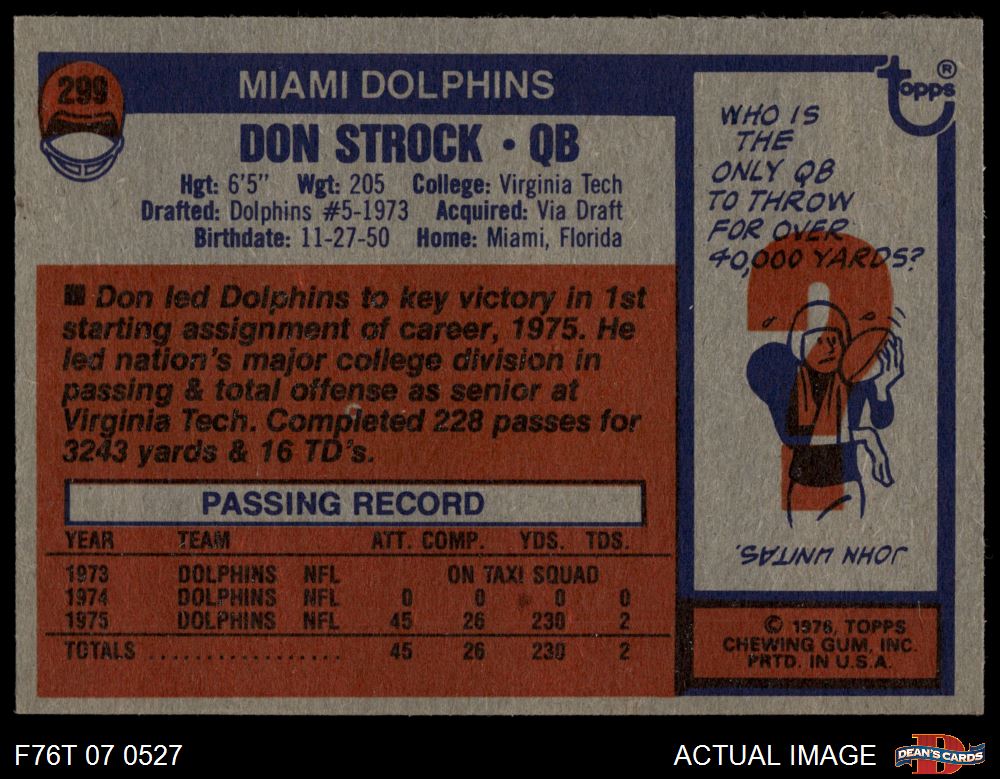 299
MIAMI DOLPHINS
DON STROCK • QB
Hgt: 6'5" Wgt: 205 College: Virginia Tech
Drafted: Dolphins #5-1973 Acquired: Via Draft
Birthdate: 11-27-50 Home: Miami, Florida
■ Don led Dolphins to key victory in 1st
starting assignment of career, 1975. He
led nation's major college division in
passing & total offense as senior at
Virginia Tech. Completed 228 passes for
3243 yards & 16 TD's.
PASSING RECORD
YEAR TEAM ATT. COMP. YDS. TDS.
1973 DOLPHINS NFL ON TAXI SQUAD
1974 DOLPHINS NFL 0 0 0 0
1975 DOLPHINS NFL 45 26 230 2
TOTALS .................. 45 26 230 2
Topps®
WHO IS
THE
ONLY QB
TO THROW
FOR OVER
40,000 YARDS?
?
JOHN UNITAS.
© 1976, TOPPS
CHEWING GUM, INC.
PRTD. IN U.S.A.
F76T 07 0527
ACTUAL IMAGE
D
DEAN'S CARDS